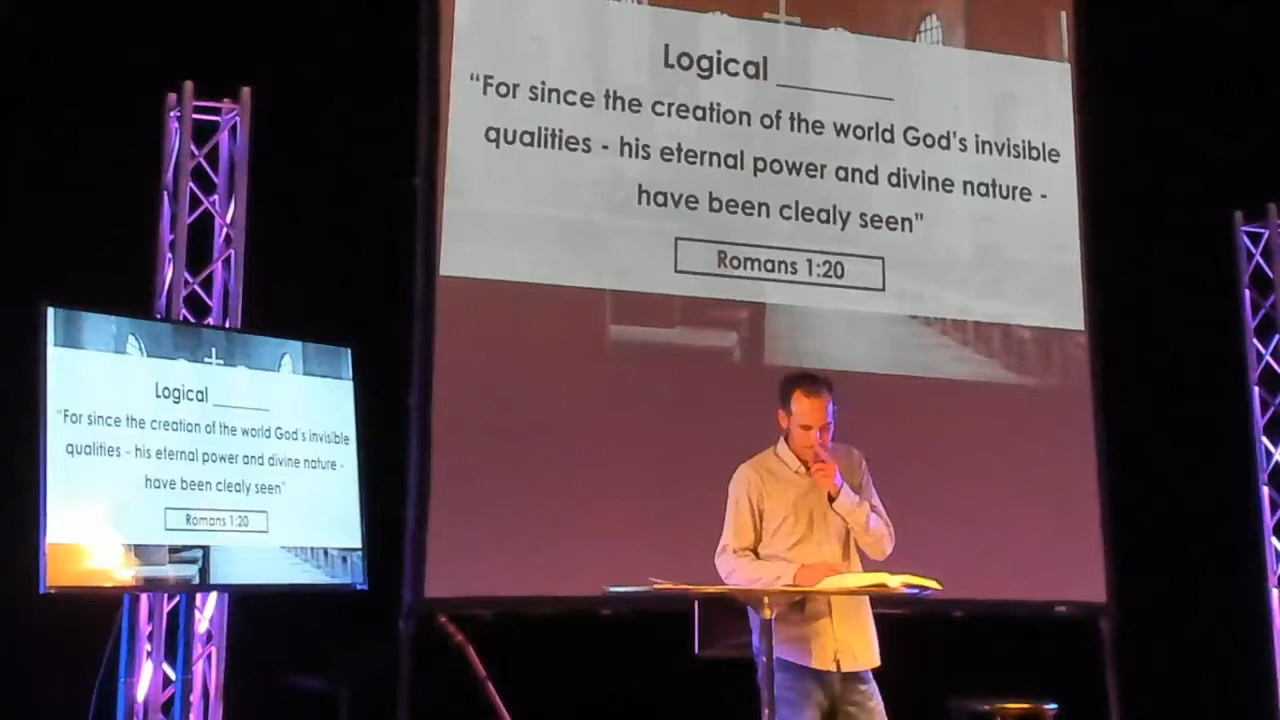 Logical ______
“For since the creation of the world God's invisible
qualities - his eternal power and divine nature -
have been clealy seen”
Romans 1:20
Logical ______
"For since the creation of the world God's invisible
qualities - his eternal power and divine nature -
have been clealy seen"
Romans 1:20